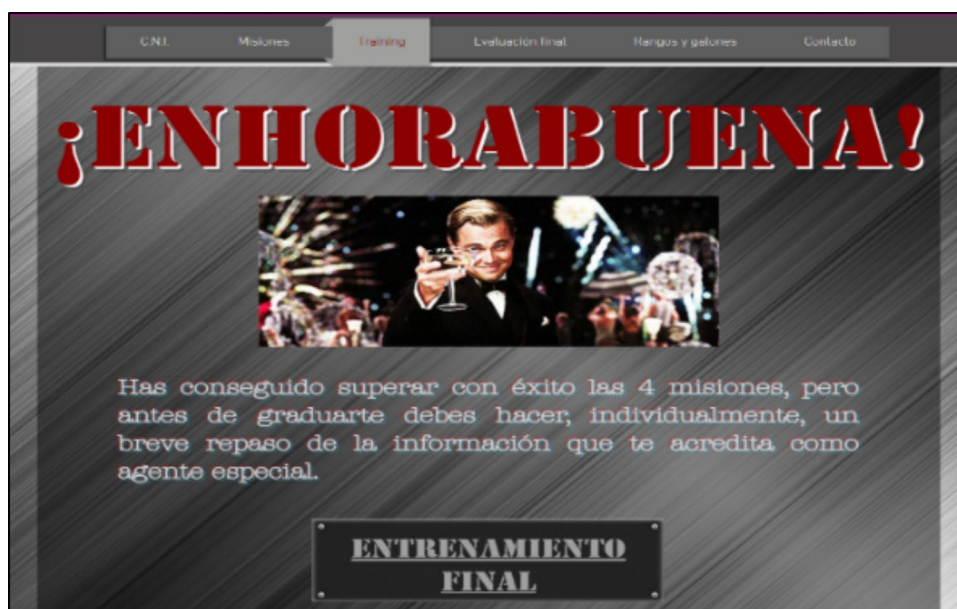 C.N.I. Misiones Training Evaluación final Rangos y galones Contacto
¡ENHORABUENA!
Has conseguido superar con éxito las 4 misiones, pero
antes de graduarte debes hacer, individualmente, un
breve repaso de la información que te acredita como
agente especial.
ENTRENAMIENTO
FINAL